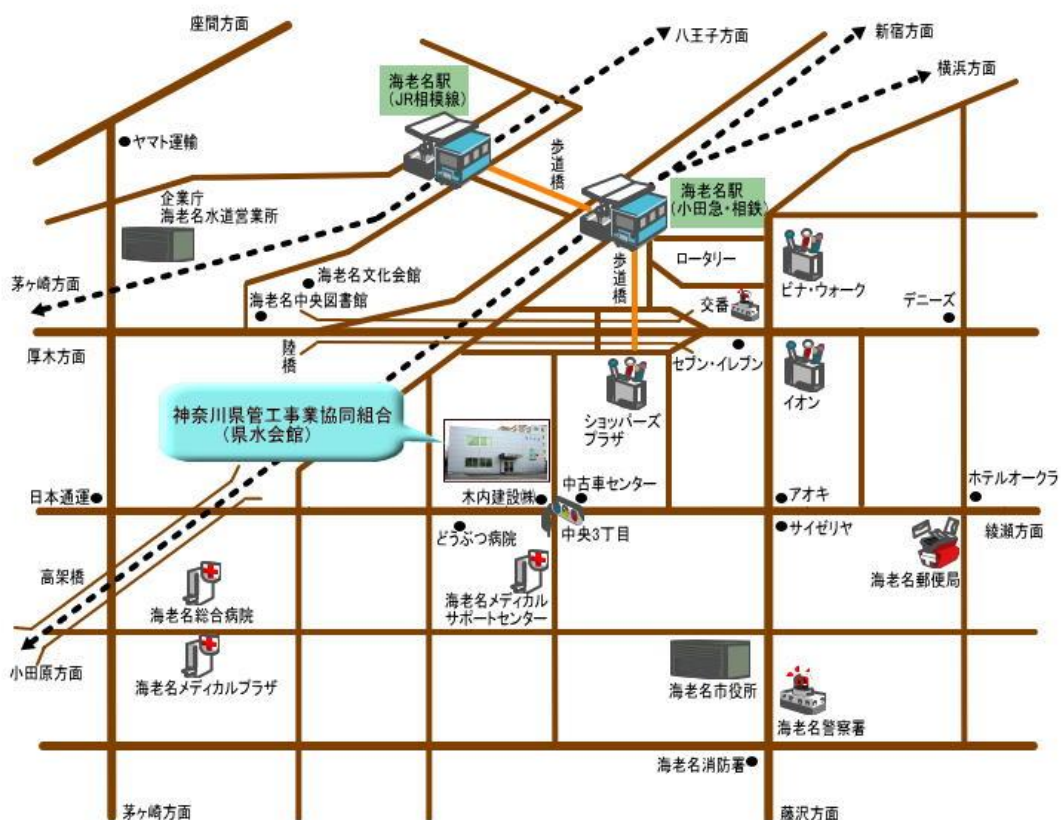 座間方面
八王子方面
新宿方面
横浜方面
海老名駅
(JR相模線)
ヤマト運輸
歩道橋
海老名駅
(小田急・相鉄)
企業庁
海老名水道営業所
ロータリー
ビナ・ウォーク
茅ヶ崎方面
海老名文化会館
海老名中央図書館
歩道橋
交番
デニーズ
厚木方面
陸橋
セブン・イレブン
イオン
神奈川県管工事業協同組合
(県水会館)
ショッパーズ
プラザ
日本通運
木内建設㈱
中古車センター
アオキ
ホテルオークラ
どうぶつ病院
中央3丁目
サイゼリヤ
綾瀬方面
高架橋
海老名総合病院
海老名メディカル
サポートセンター
海老名郵便局
小田原方面
海老名メディカルプラザ
海老名市役所
海老名警察署
海老名消防署
茅ヶ崎方面
藤沢方面